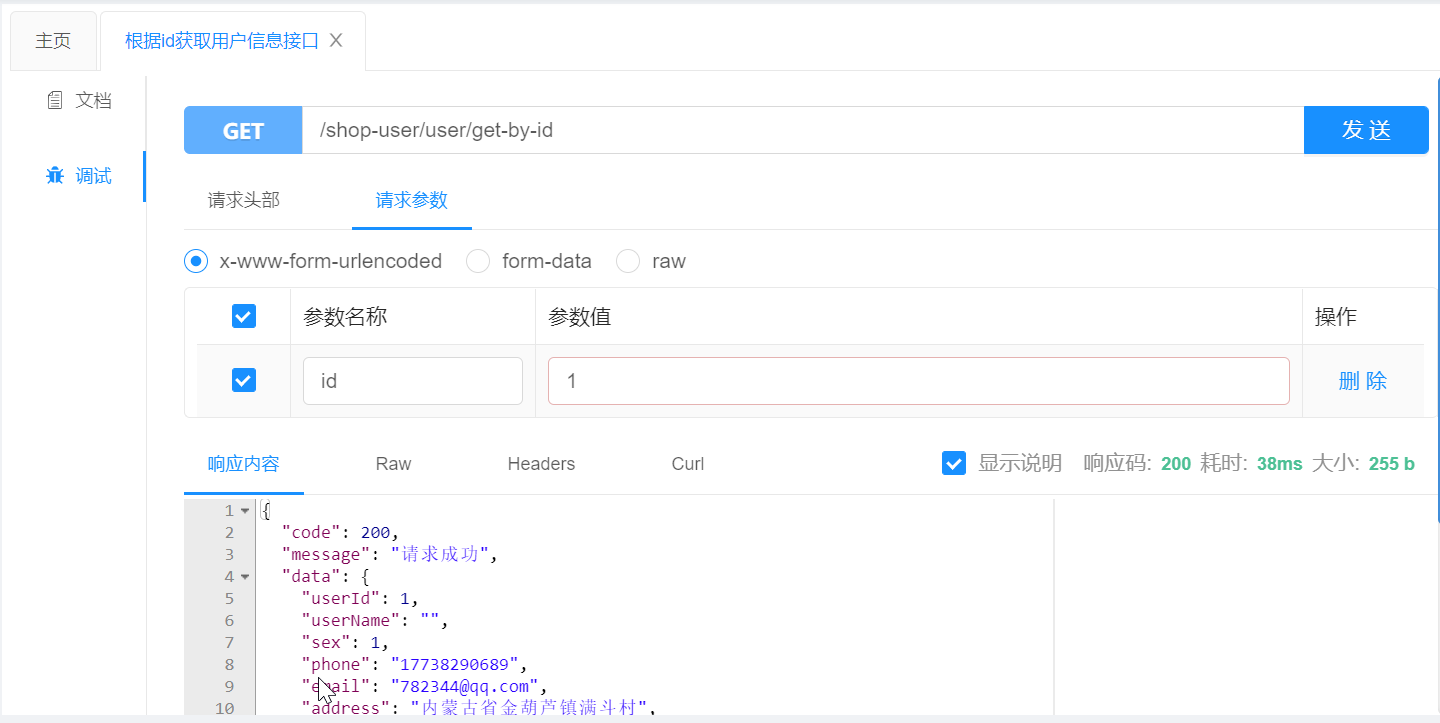 主页
根据id获取用户信息接口
文档
调试
GET /shop-user/user/get-by-id 发 送
请求头部 请求参数
x-www-form-urlencoded form-data raw
参数名称 参数值 操作
id 1 删 除
响应内容 Raw Headers Curl 显示说明 响应码: 200 耗时: 38ms 大小: 255 b
1 {
2 "code": 200,
3 "message": "请求成功",
4 "data": {
5 "userId": 1,
6 "userName": "",
7 "sex": 1,
8 "phone": "17738290689",
9 "email": "782344@qq.com",
10 "address": "内蒙古省金葫芦镇满斗村",